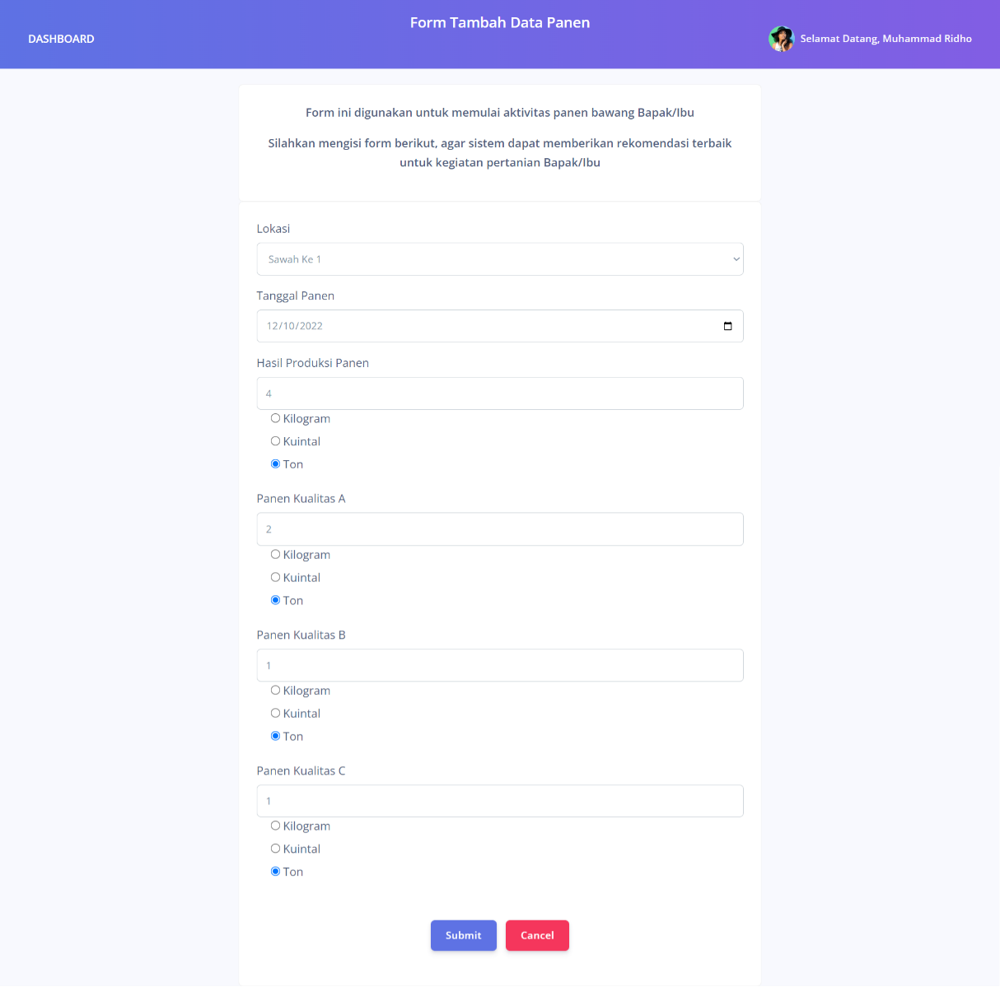 Form Tambah Data Panen
DASHBOARD
Selamat Datang, Muhammad Ridho
Form ini digunakan untuk memulai aktivitas panen bawang Bapak/Ibu
Silahkan mengisi form berikut, agar sistem dapat memberikan rekomendasi terbaik
untuk kegiatan pertanian Bapak/Ibu
Lokasi
Sawah Ke 1
Tanggal Panen
12/10/2022
Hasil Produksi Panen
4
Kilogram
Kuintal
Ton
Panen Kualitas A
2
Kilogram
Kuintal
Ton
Panen Kualitas B
1
Kilogram
Kuintal
Ton
Panen Kualitas C
1
Kilogram
Kuintal
Ton
Submit
Cancel